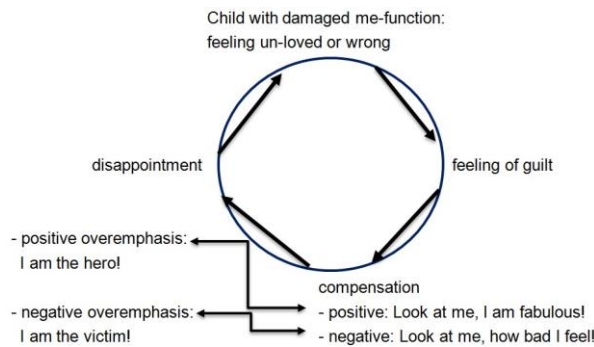 Child with damaged me-function:
feeling un-loved or wrong
disappointment
feeling of guilt
- positive overemphasis:
I am the hero!
- negative overemphasis:
I am the victim!
compensation
- positive: Look at me, I am fabulous!
- negative: Look at me, how bad I feel!